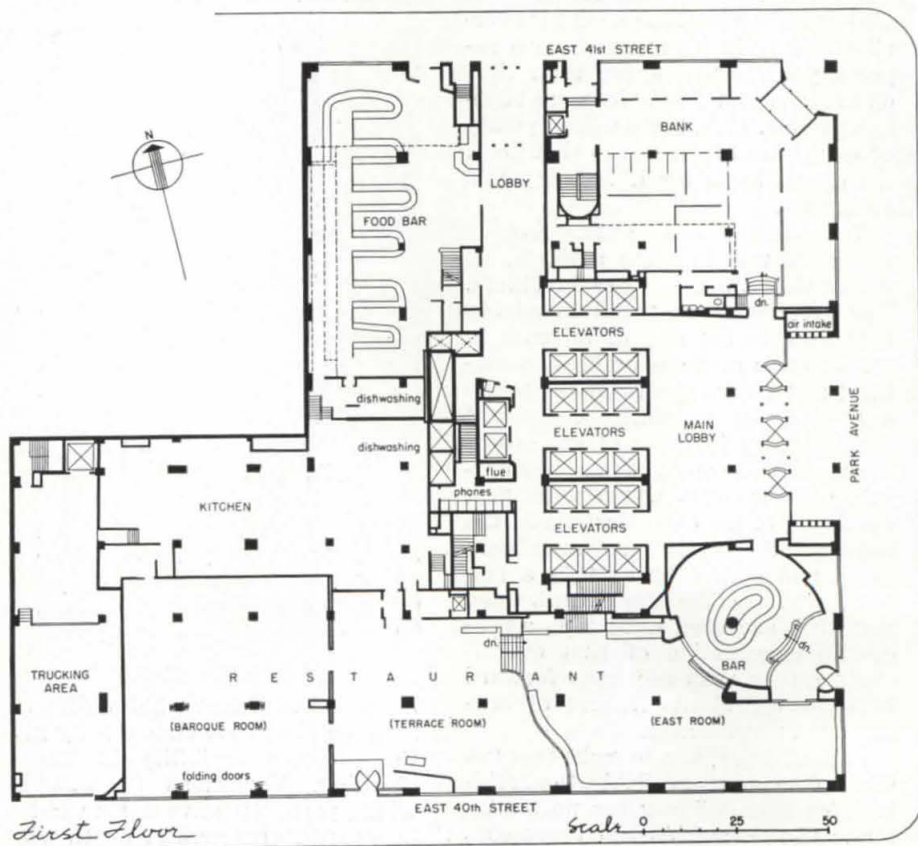 EAST 41st STREET
N
BANK
LOBBY
FOOD BAR
dn.
ELEVATORS
air intake
dishwashing
ELEVATORS
MAIN LOBBY
PARK AVENUE
dishwashing
flue
phones
KITCHEN
ELEVATORS
dn.
dn.
BAR
TRUCKING AREA
RESTAURANT
(BAROQUE ROOM)
(TERRACE ROOM)
(EAST ROOM)
folding doors
EAST 40th STREET
First Floor
Scale 0 25 50